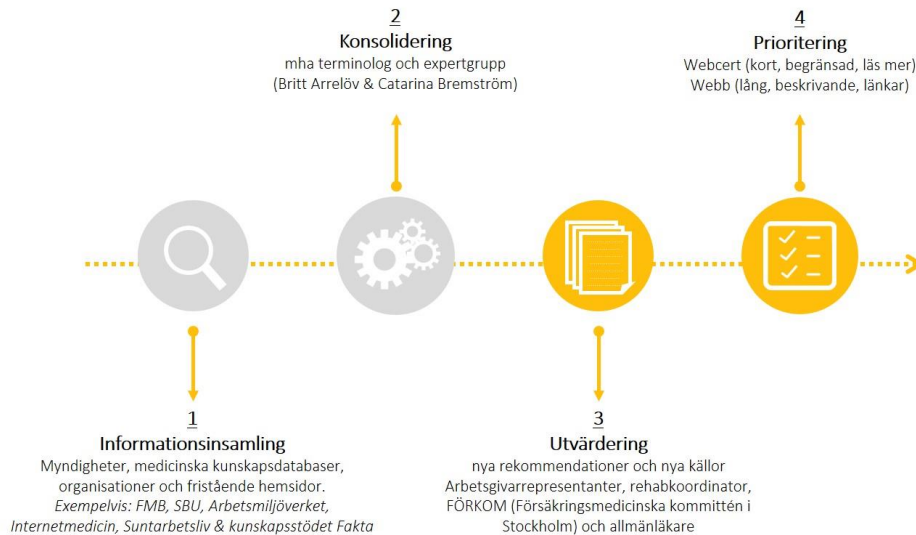 2
Konsolidering
mha terminolog och expertgrupp
(Britt Arrelöv & Catarina Bremström)
4
Prioritering
Webcert (kort, begränsad, läs mer)
Webb (lång, beskrivande, länkar)
1
Informationsinsamling
Myndigheter, medicinska kunskapsdatabaser,
organisationer och fristående hemsidor.
Exempelvis: FMB, SBU, Arbetsmiljöverket,
Internetmedicin, Suntarbetsliv & kunskapsstödet Fakta
3
Utvärdering
nya rekommendationer och nya källor
Arbetsgivarrepresentanter, rehabkoordinator,
FÖRKOM (Försäkringsmedicinska kommittén i
Stockholm) och allmänläkare